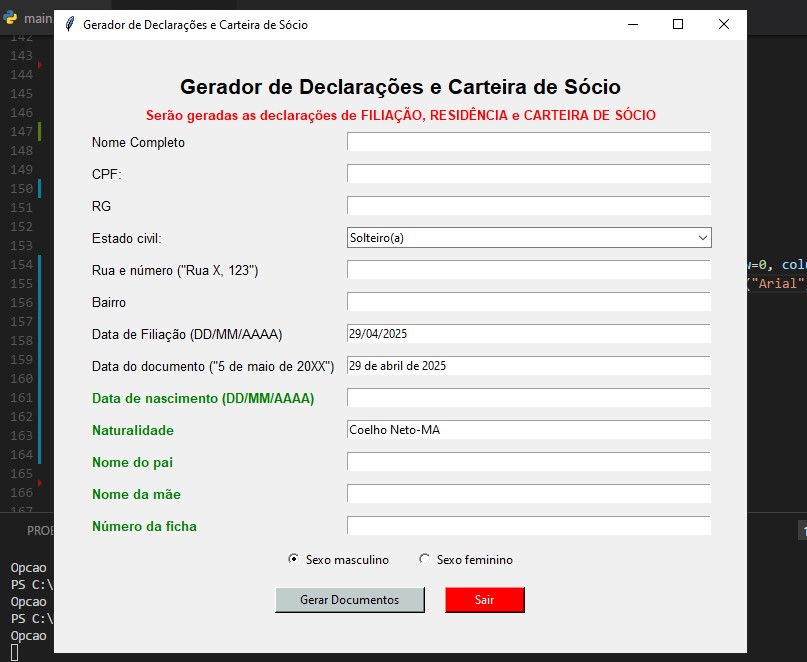 main
Gerador de Declarações e Carteira de Sócio
142
143
144
145
146
147
148
149
150
151
152
153
154
155
156
157
158
159
160
161
162
163
164
165
166
167
Gerador de Declarações e Carteira de Sócio
Serão geradas as declarações de FILIAÇÃO, RESIDÊNCIA e CARTEIRA DE SÓCIO
Nome Completo
CPF:
RG
Estado civil: Solteiro(a)
Rua e número ("Rua X, 123")
Bairro
Data de Filiação (DD/MM/AAAA) 29/04/2025
Data do documento ("5 de maio de 20XX") 29 de abril de 2025
Data de nascimento (DD/MM/AAAA)
Naturalidade Coelho Neto-MA
Nome do pai
Nome da mãe
Número da ficha
Sexo masculino Sexo feminino
Gerar Documentos Sair
=0, colu
("Arial"
PROB
Opcao
PS C:\
Opcao
PS C:\
Opcao